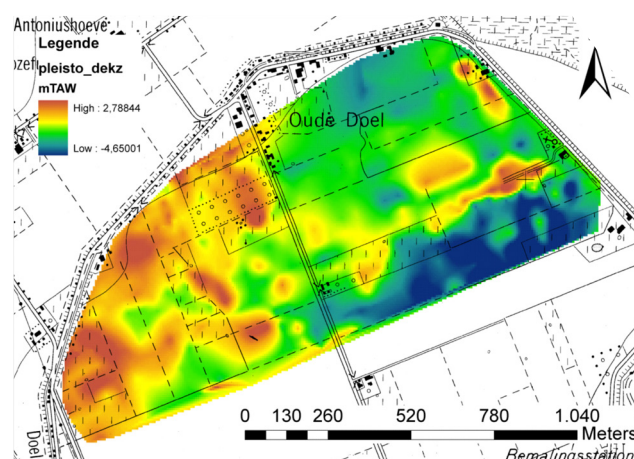 Antoniushoeve
Legende
ozefi
pleisto_dekz
mTAW
High : 2,78844
Low : -4,65001
Oude Doel
0 130 260 520 780 1.040
Meters
Doel
Bemalingsstation